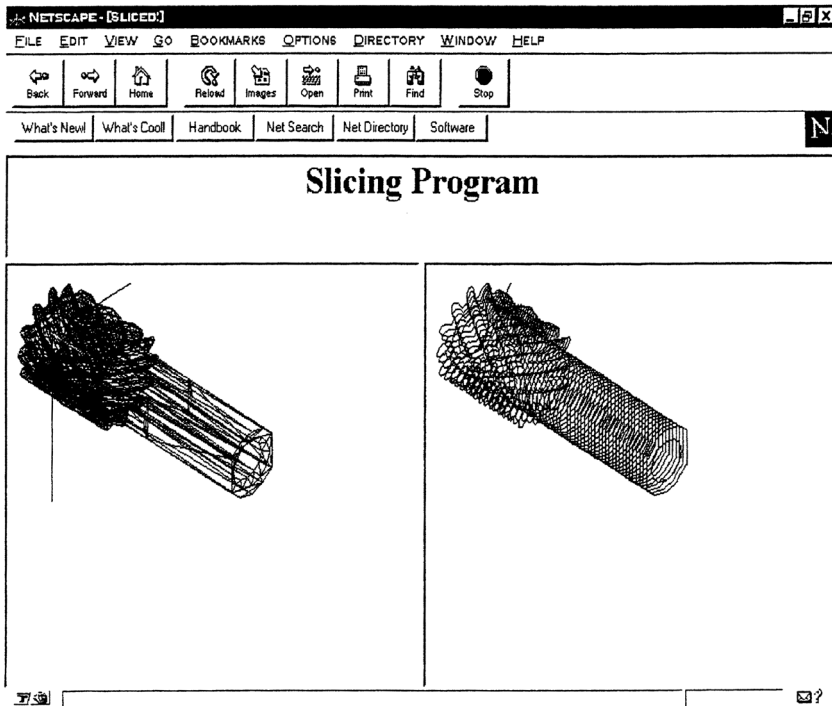 NETSCAPE - [SLICED!]
FILE EDIT VIEW GO BOOKMARKS OPTIONS DIRECTORY WINDOW HELP
Back Forward Home Reload Images Open Print Find Stop
What's New! What's Cool! Handbook Net Search Net Directory Software
N
Slicing Program